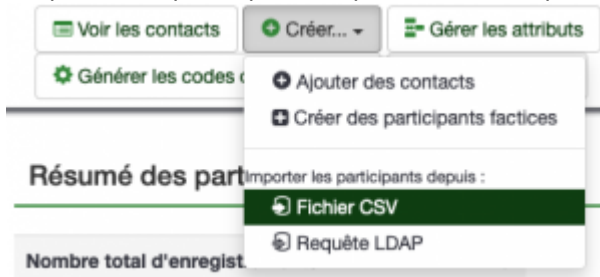 Voir les contacts
Créer...
Gérer les attributs
Générer les codes
Ajouter des contacts
Créer des participants factices
Résumé des part
Importer les participants depuis :
Fichier CSV
Requête LDAP
Nombre total d'enregist